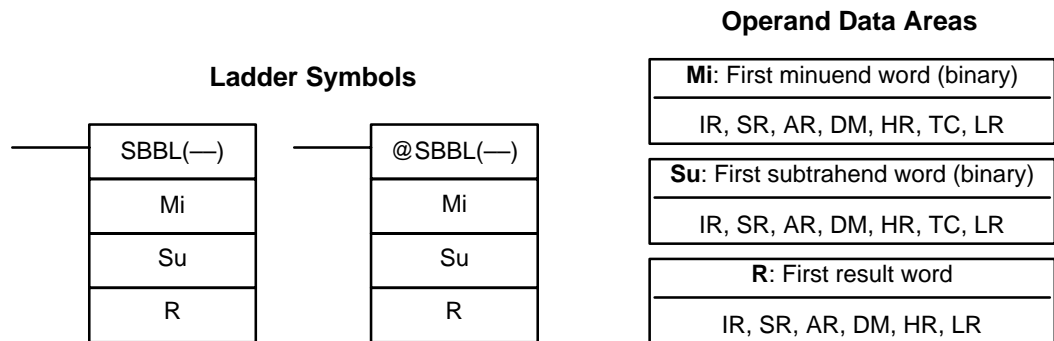 Ladder Symbols
SBBL(––)
Mi
Su
R
@SBBL(––)
Mi
Su
R
Operand Data Areas
Mi: First minuend word (binary)
IR, SR, AR, DM, HR, TC, LR
Su: First subtrahend word (binary)
IR, SR, AR, DM, HR, TC, LR
R: First result word
IR, SR, AR, DM, HR, LR